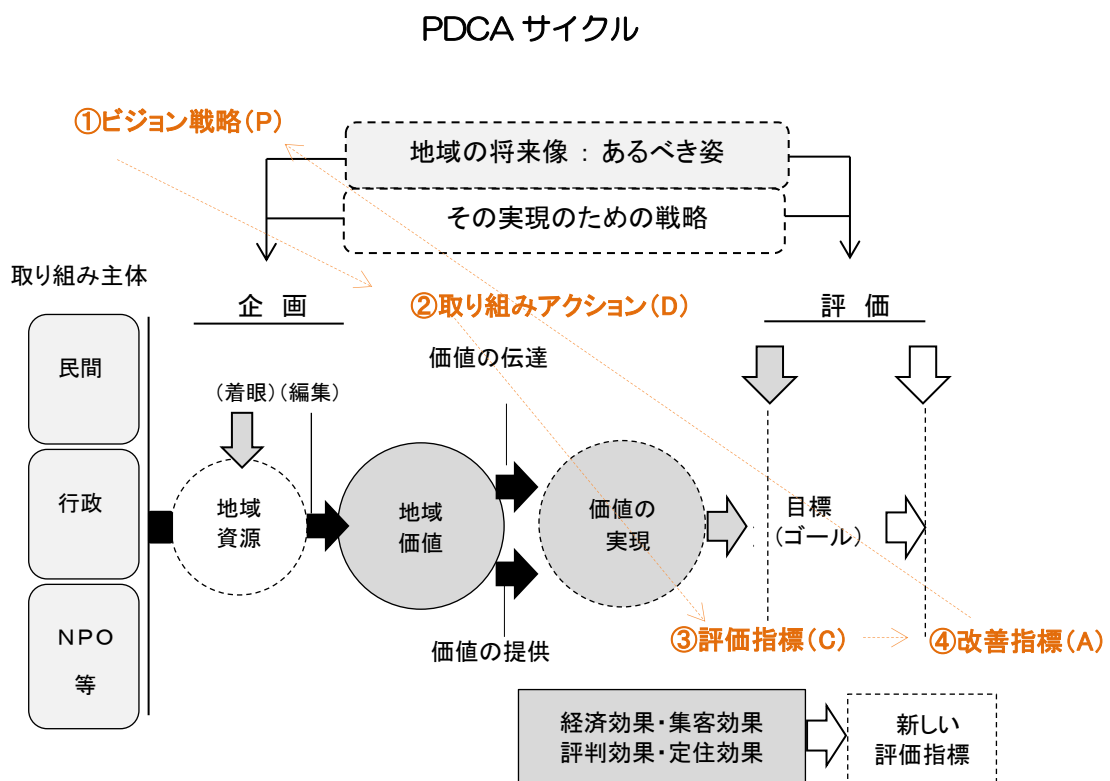 PDCA サイクル
①ビジョン戦略(P)
地域の将来像 : あるべき姿
その実現のための戦略
取り組み主体
企 画
②取り組みアクション(D)
評 価
民間
価値の伝達
(着眼)(編集)
行政
地域
資源
地域
価値
価値の
実現
目標
(ゴール)
NPO
等
価値の提供
③評価指標(C)
④改善指標(A)
経済効果・集客効果
評判効果・定住効果
新しい
評価指標